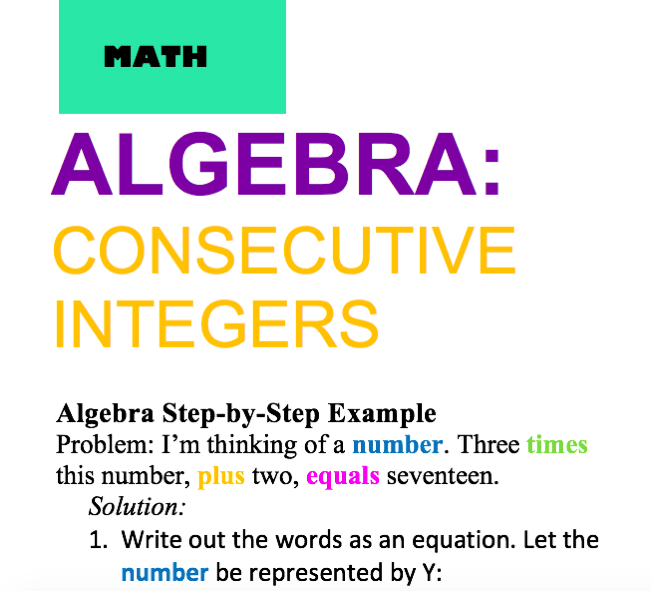 MATH
ALGEBRA:
CONSECUTIVE
INTEGERS
Algebra Step-by-Step Example
Problem: I’m thinking of a number. Three times
this number, plus two, equals seventeen.
Solution:
1. Write out the words as an equation. Let the
number be represented by Y: